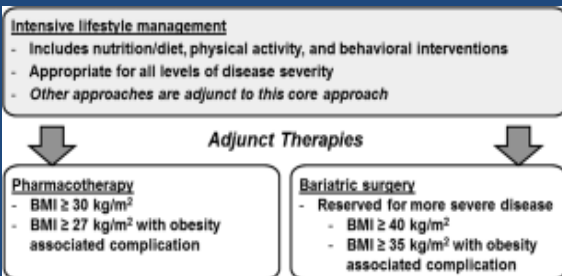 Intensive lifestyle management
- Includes nutrition/diet, physical activity, and behavioral interventions
- Appropriate for all levels of disease severity
- Other approaches are adjunct to this core approach
Adjunct Therapies
Pharmacotherapy
- BMI ≥ 30 kg/m²
- BMI ≥ 27 kg/m² with obesity
associated complication
Bariatric surgery
- Reserved for more severe disease
- BMI ≥ 40 kg/m²
- BMI ≥ 35 kg/m² with obesity
associated complication